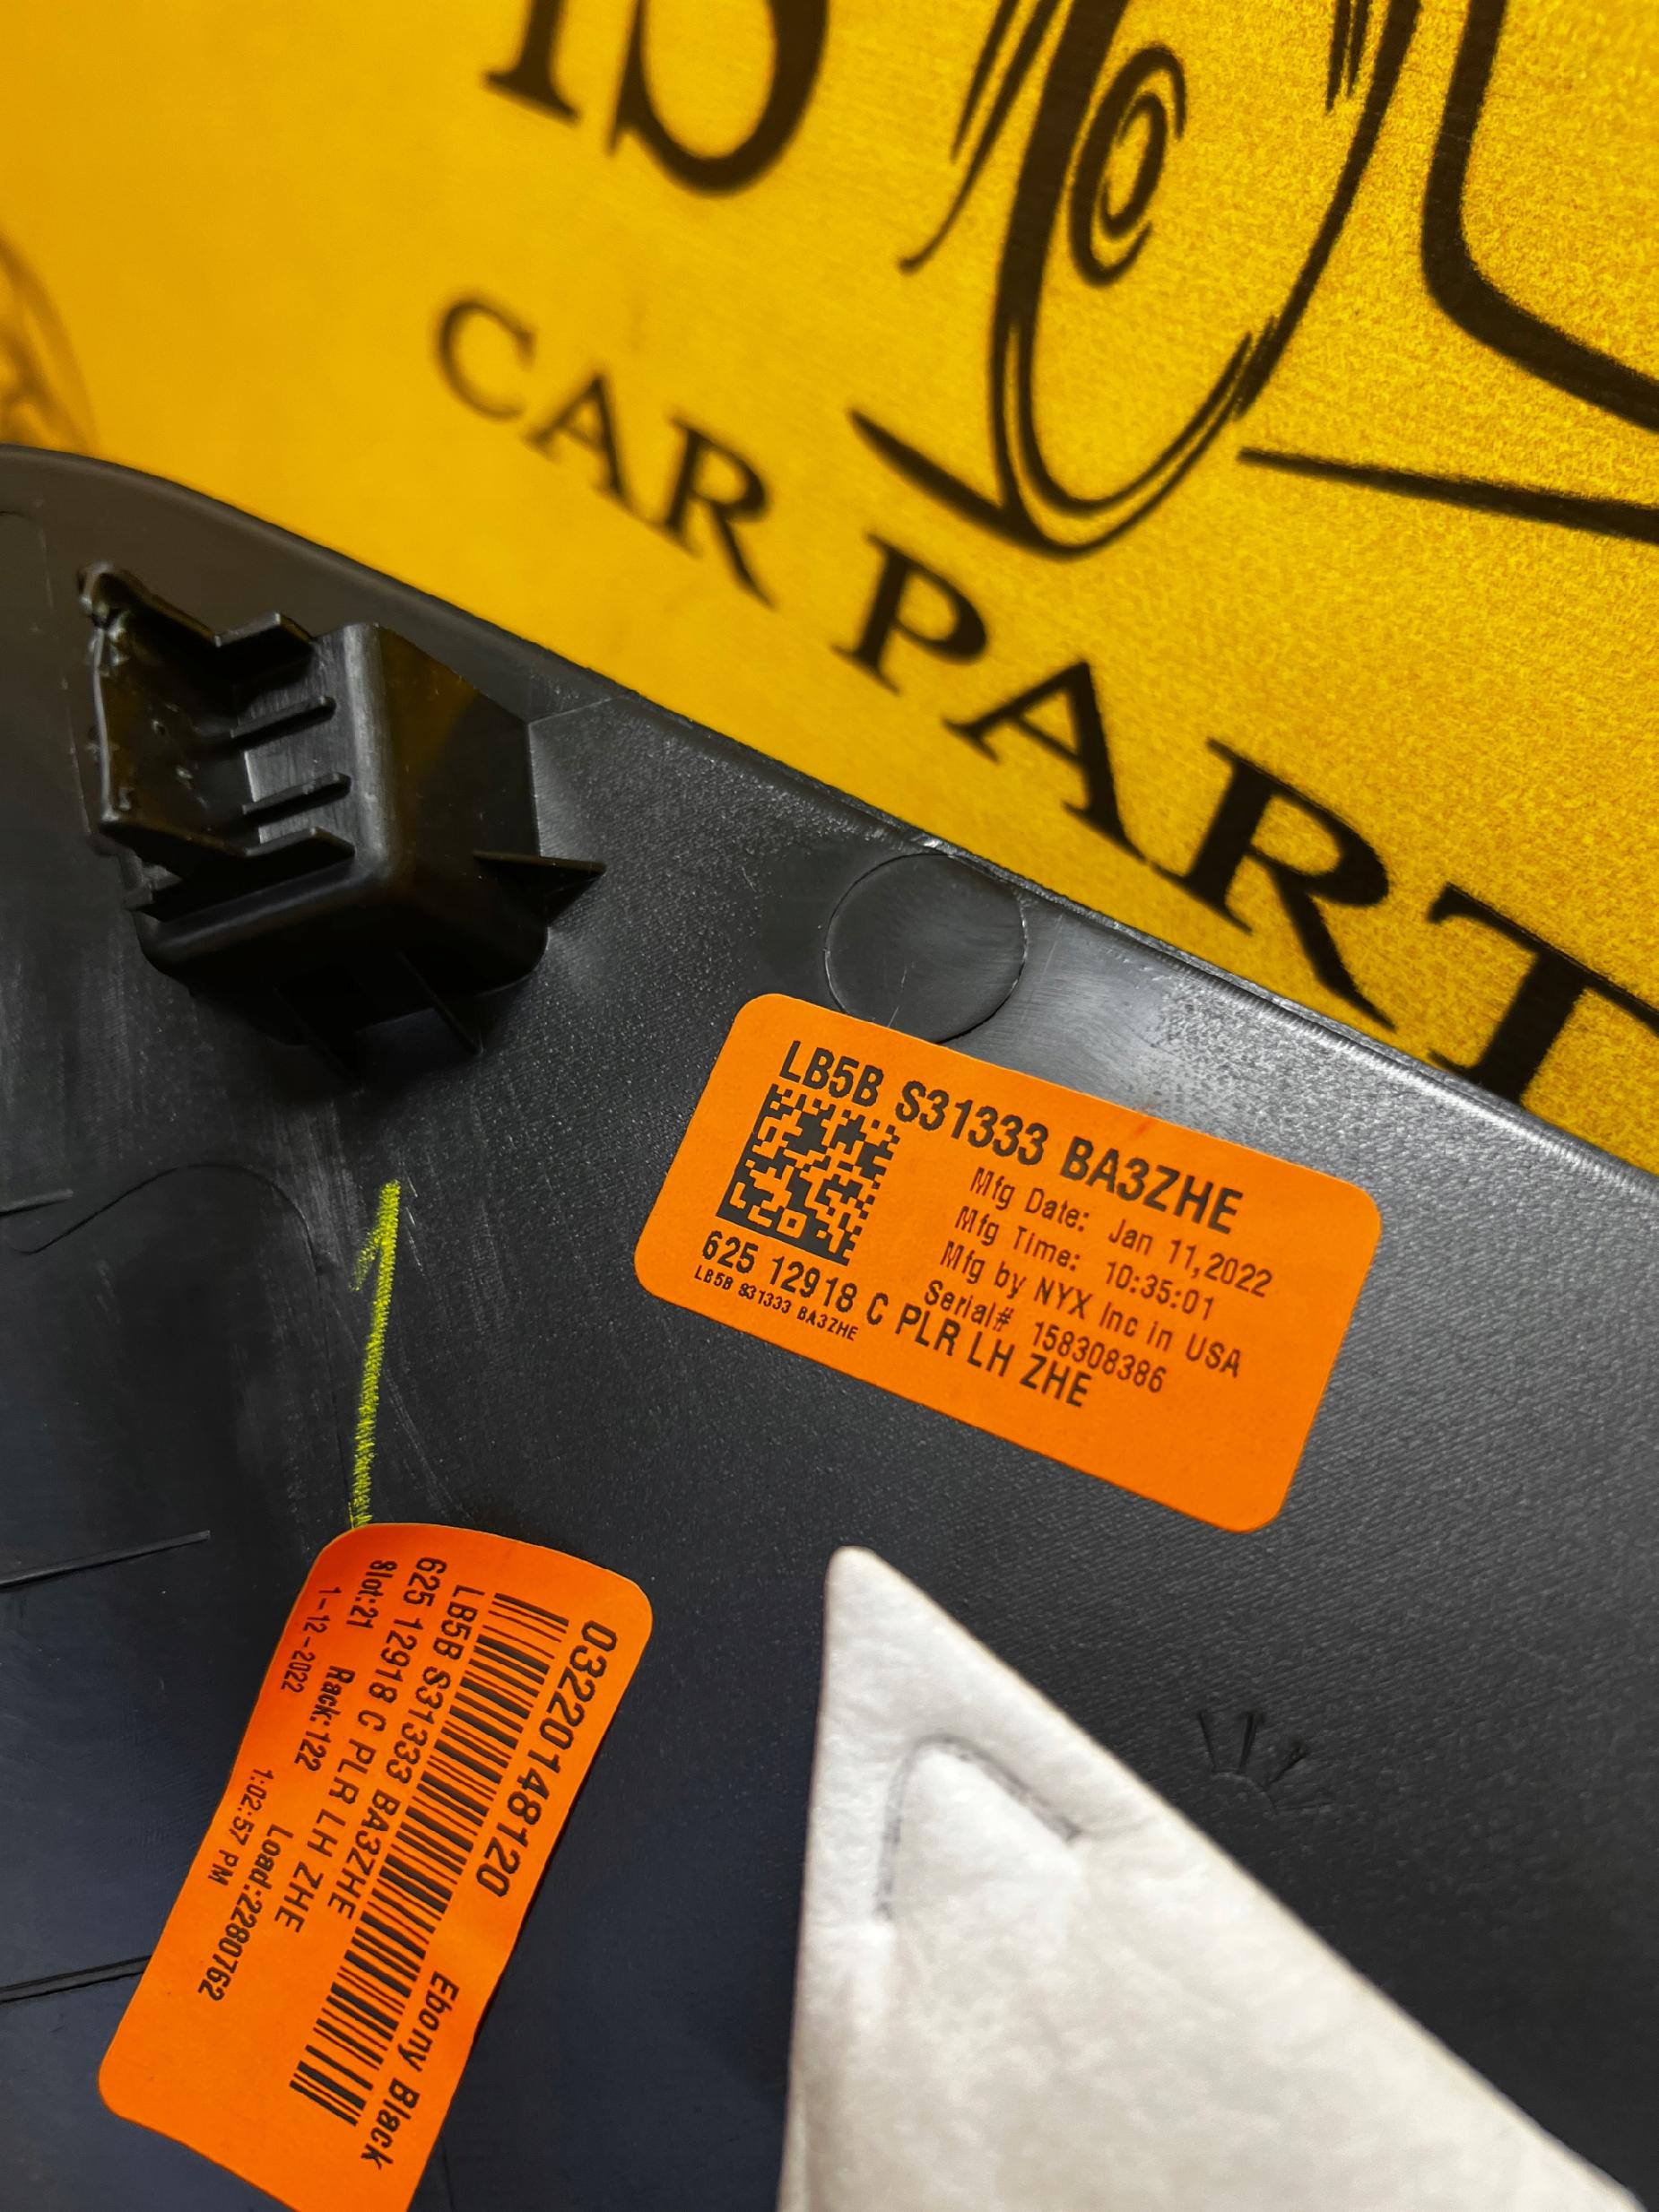 CAR PART
LB5B S31333 BA3ZHE
Mfg Date: Jan 11,2022
Mfg Time: 10:35:01
Mfg by NYX Inc in USA
Serial# 158308386
625 12918 C PLR LH ZHE
LB5B S31333 BA3ZHE
03220148120
Ebony Black
LB5B S31333 BA3ZHE
625 12918 C PLR LH ZHE
Slot:21 Rack:122 Load:2280762
1-12-2022 1:02:57 PM